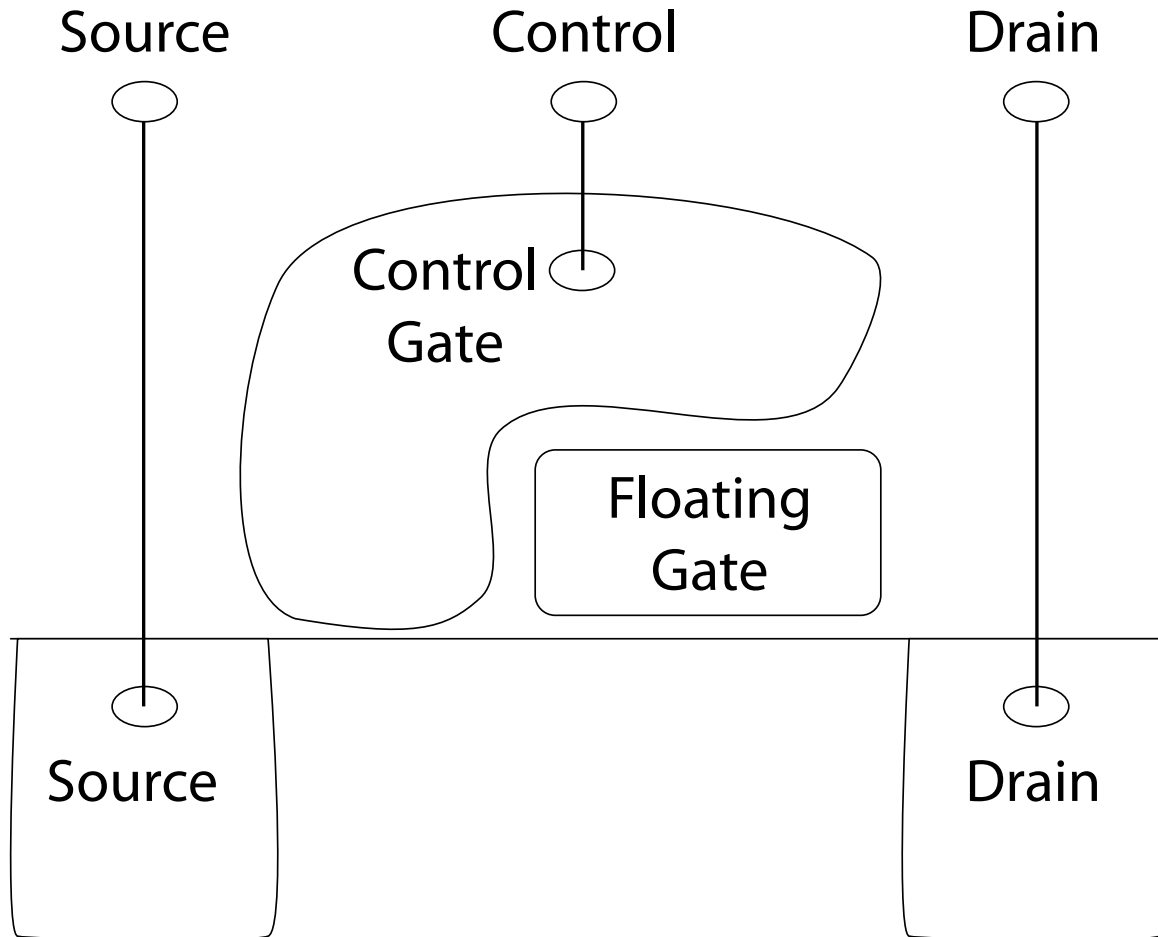 Source
Control
Drain
Control
Gate
Floating
Gate
Source
Drain